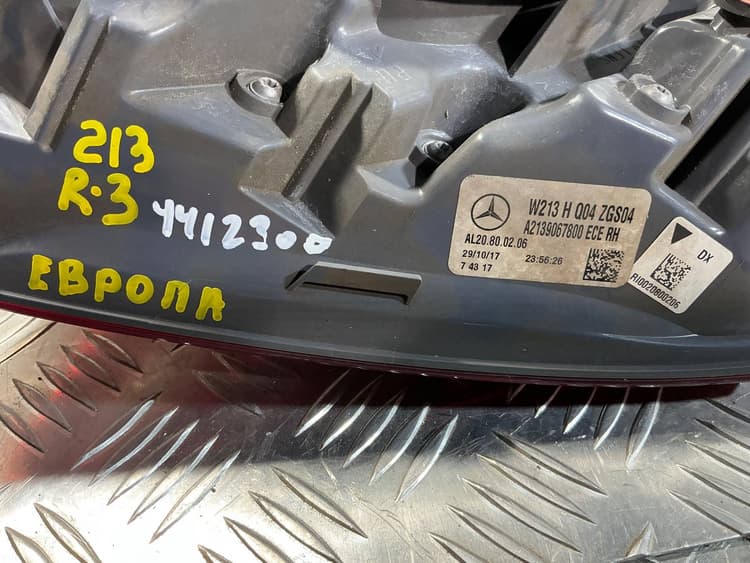 213
R-3
4412300
ЕВРОПА
W213 H Q04 ZGS04
A2139067800 ECE RH
AL20.80.02.06
29/10/17 23:56:26
7 43 17
DX
RI0020800206